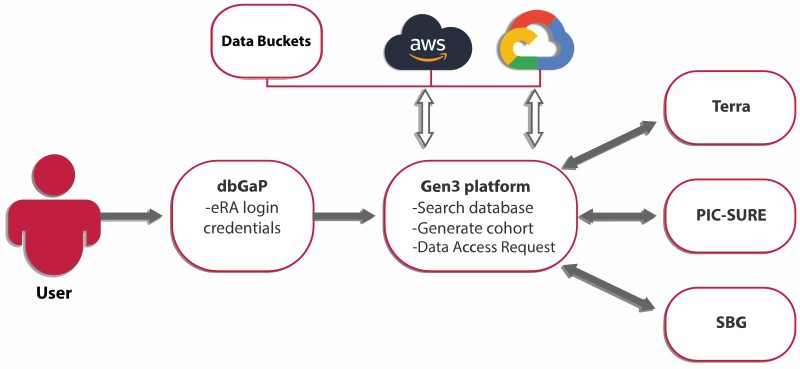 Data Buckets
aws
Terra
dbGaP
-eRA login
credentials
Gen3 platform
-Search database
-Generate cohort
-Data Access Request
PIC-SURE
User
SBG